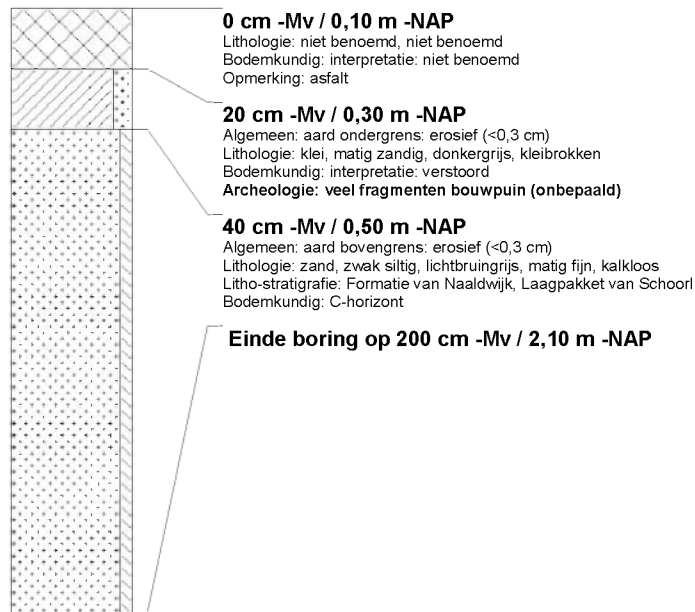 0 cm -Mv / 0,10 m -NAP
Lithologie: niet benoemd, niet benoemd
Bodemkundig: interpretatie: niet benoemd
Opmerking: asfalt
20 cm -Mv / 0,30 m -NAP
Algemeen: aard ondergrens: erosief (<0,3 cm)
Lithologie: klei, matig zandig, donkergrijs, kleibrokken
Bodemkundig: interpretatie: verstoord
Archeologie: veel fragmenten bouwpuin (onbepaald)
40 cm -Mv / 0,50 m -NAP
Algemeen: aard bovengrens: erosief (<0,3 cm)
Lithologie: zand, zwak siltig, lichtbruingrijs, matig fijn, kalkloos
Litho-stratigrafie: Formatie van Naaldwijk, Laagpakket van Schoorl
Bodemkundig: C-horizont
Einde boring op 200 cm -Mv / 2,10 m -NAP